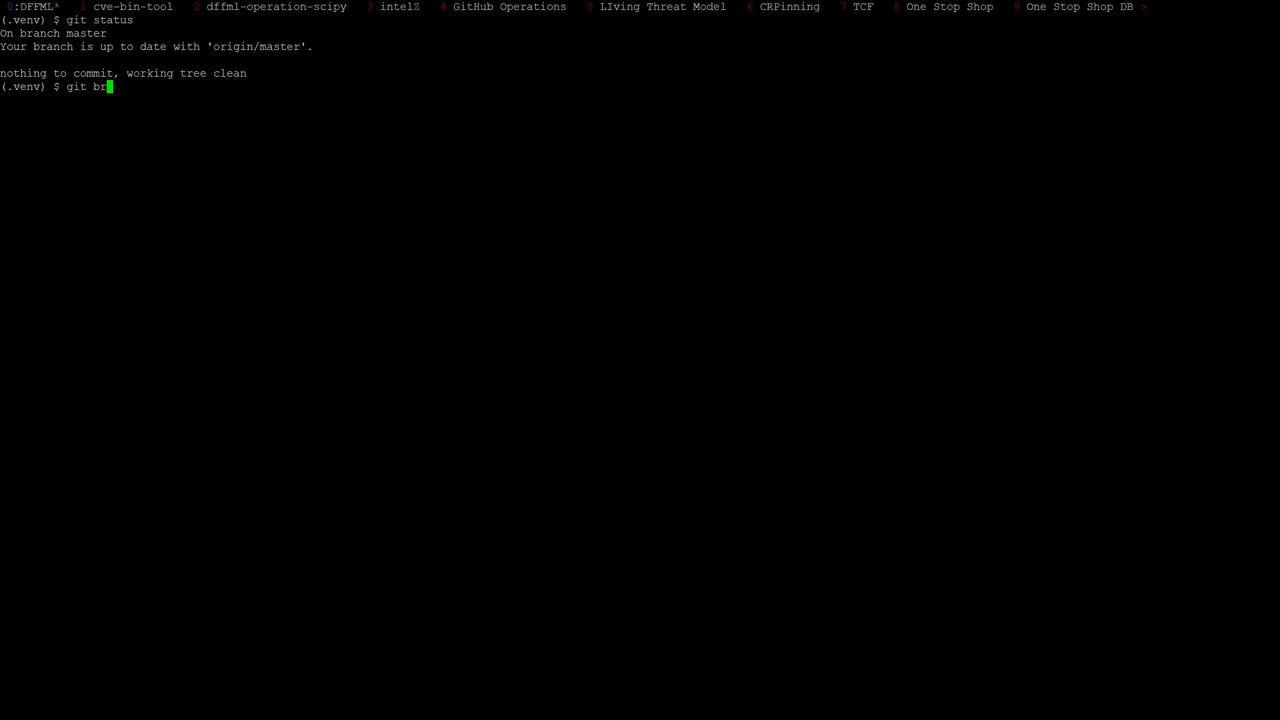 0:DFFML* 1 cve-bin-tool 2 dffml-operation-scipy 3 intelZ 4 GitHub Operations 5 LIving Threat Model 6 CRPinning 7 TCF 8 One Stop Shop 9 One Stop Shop DB >
(.venv) $ git status
On branch master
Your branch is up to date with 'origin/master'.
nothing to commit, working tree clean
(.venv) $ git br